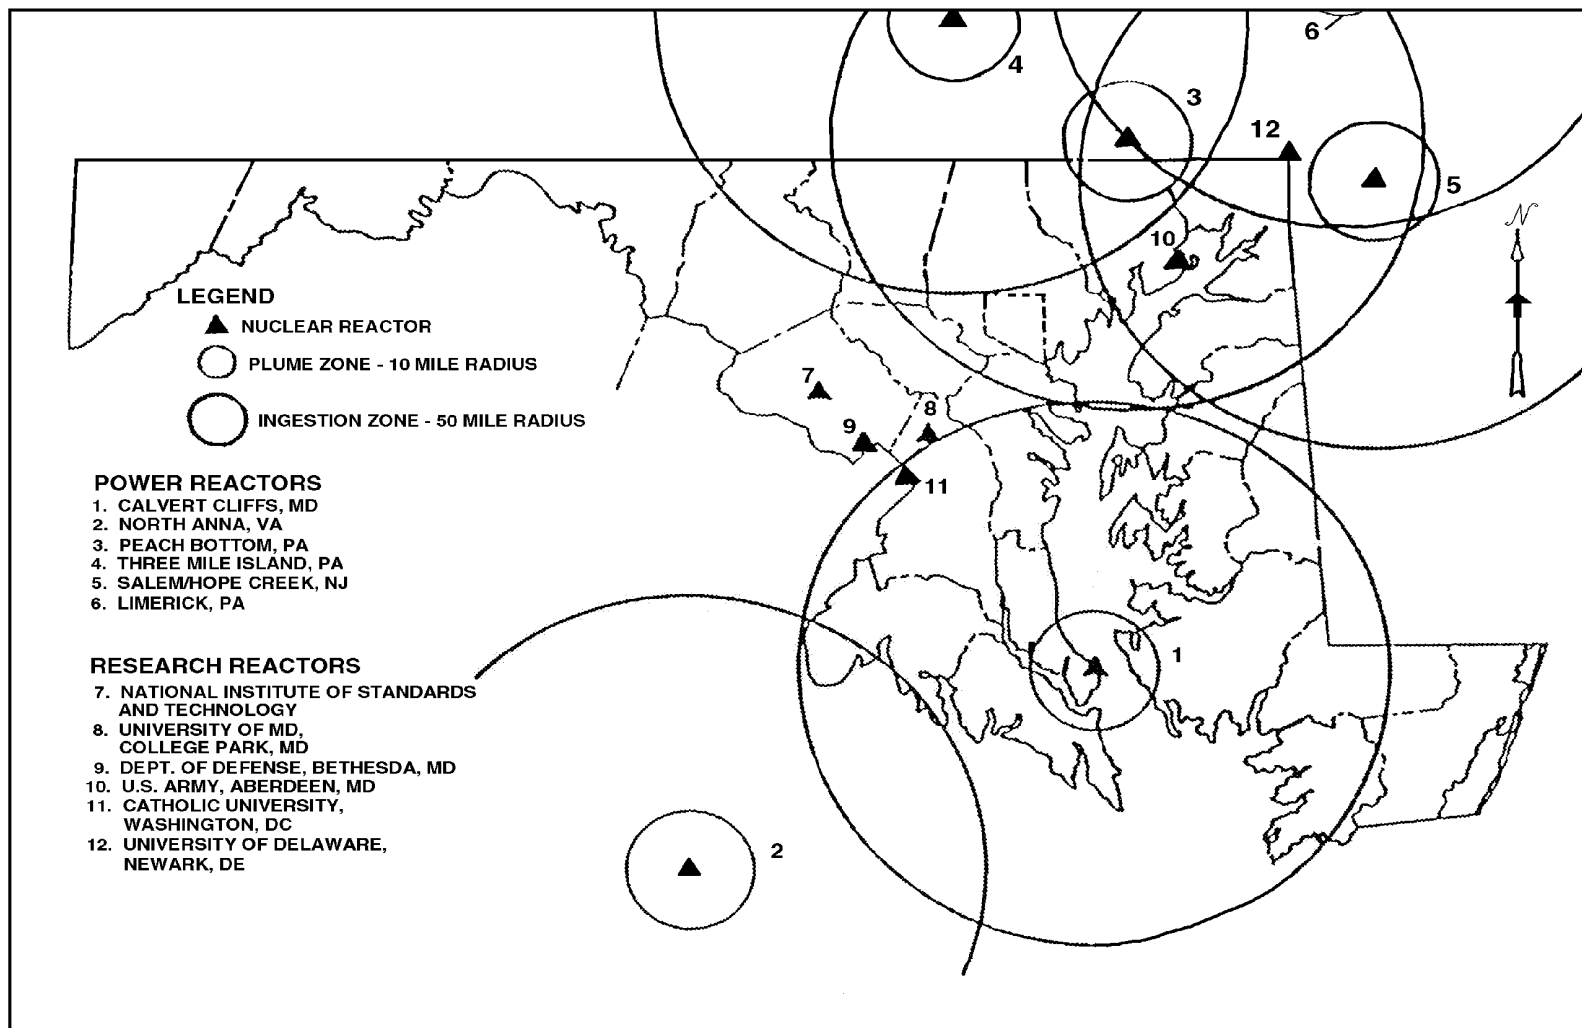 6
4
3
12
5
N
10
LEGEND
NUCLEAR REACTOR
PLUME ZONE - 10 MILE RADIUS
INGESTION ZONE - 50 MILE RADIUS
7
8
9
11
POWER REACTORS
1. CALVERT CLIFFS, MD
2. NORTH ANNA, VA
3. PEACH BOTTOM, PA
4. THREE MILE ISLAND, PA
5. SALEM/HOPE CREEK, NJ
6. LIMERICK, PA
1
RESEARCH REACTORS
7. NATIONAL INSTITUTE OF STANDARDS
AND TECHNOLOGY
8. UNIVERSITY OF MD,
COLLEGE PARK, MD
9. DEPT. OF DEFENSE, BETHESDA, MD
10. U.S. ARMY, ABERDEEN, MD
11. CATHOLIC UNIVERSITY,
WASHINGTON, DC
12. UNIVERSITY OF DELAWARE,
NEWARK, DE
2